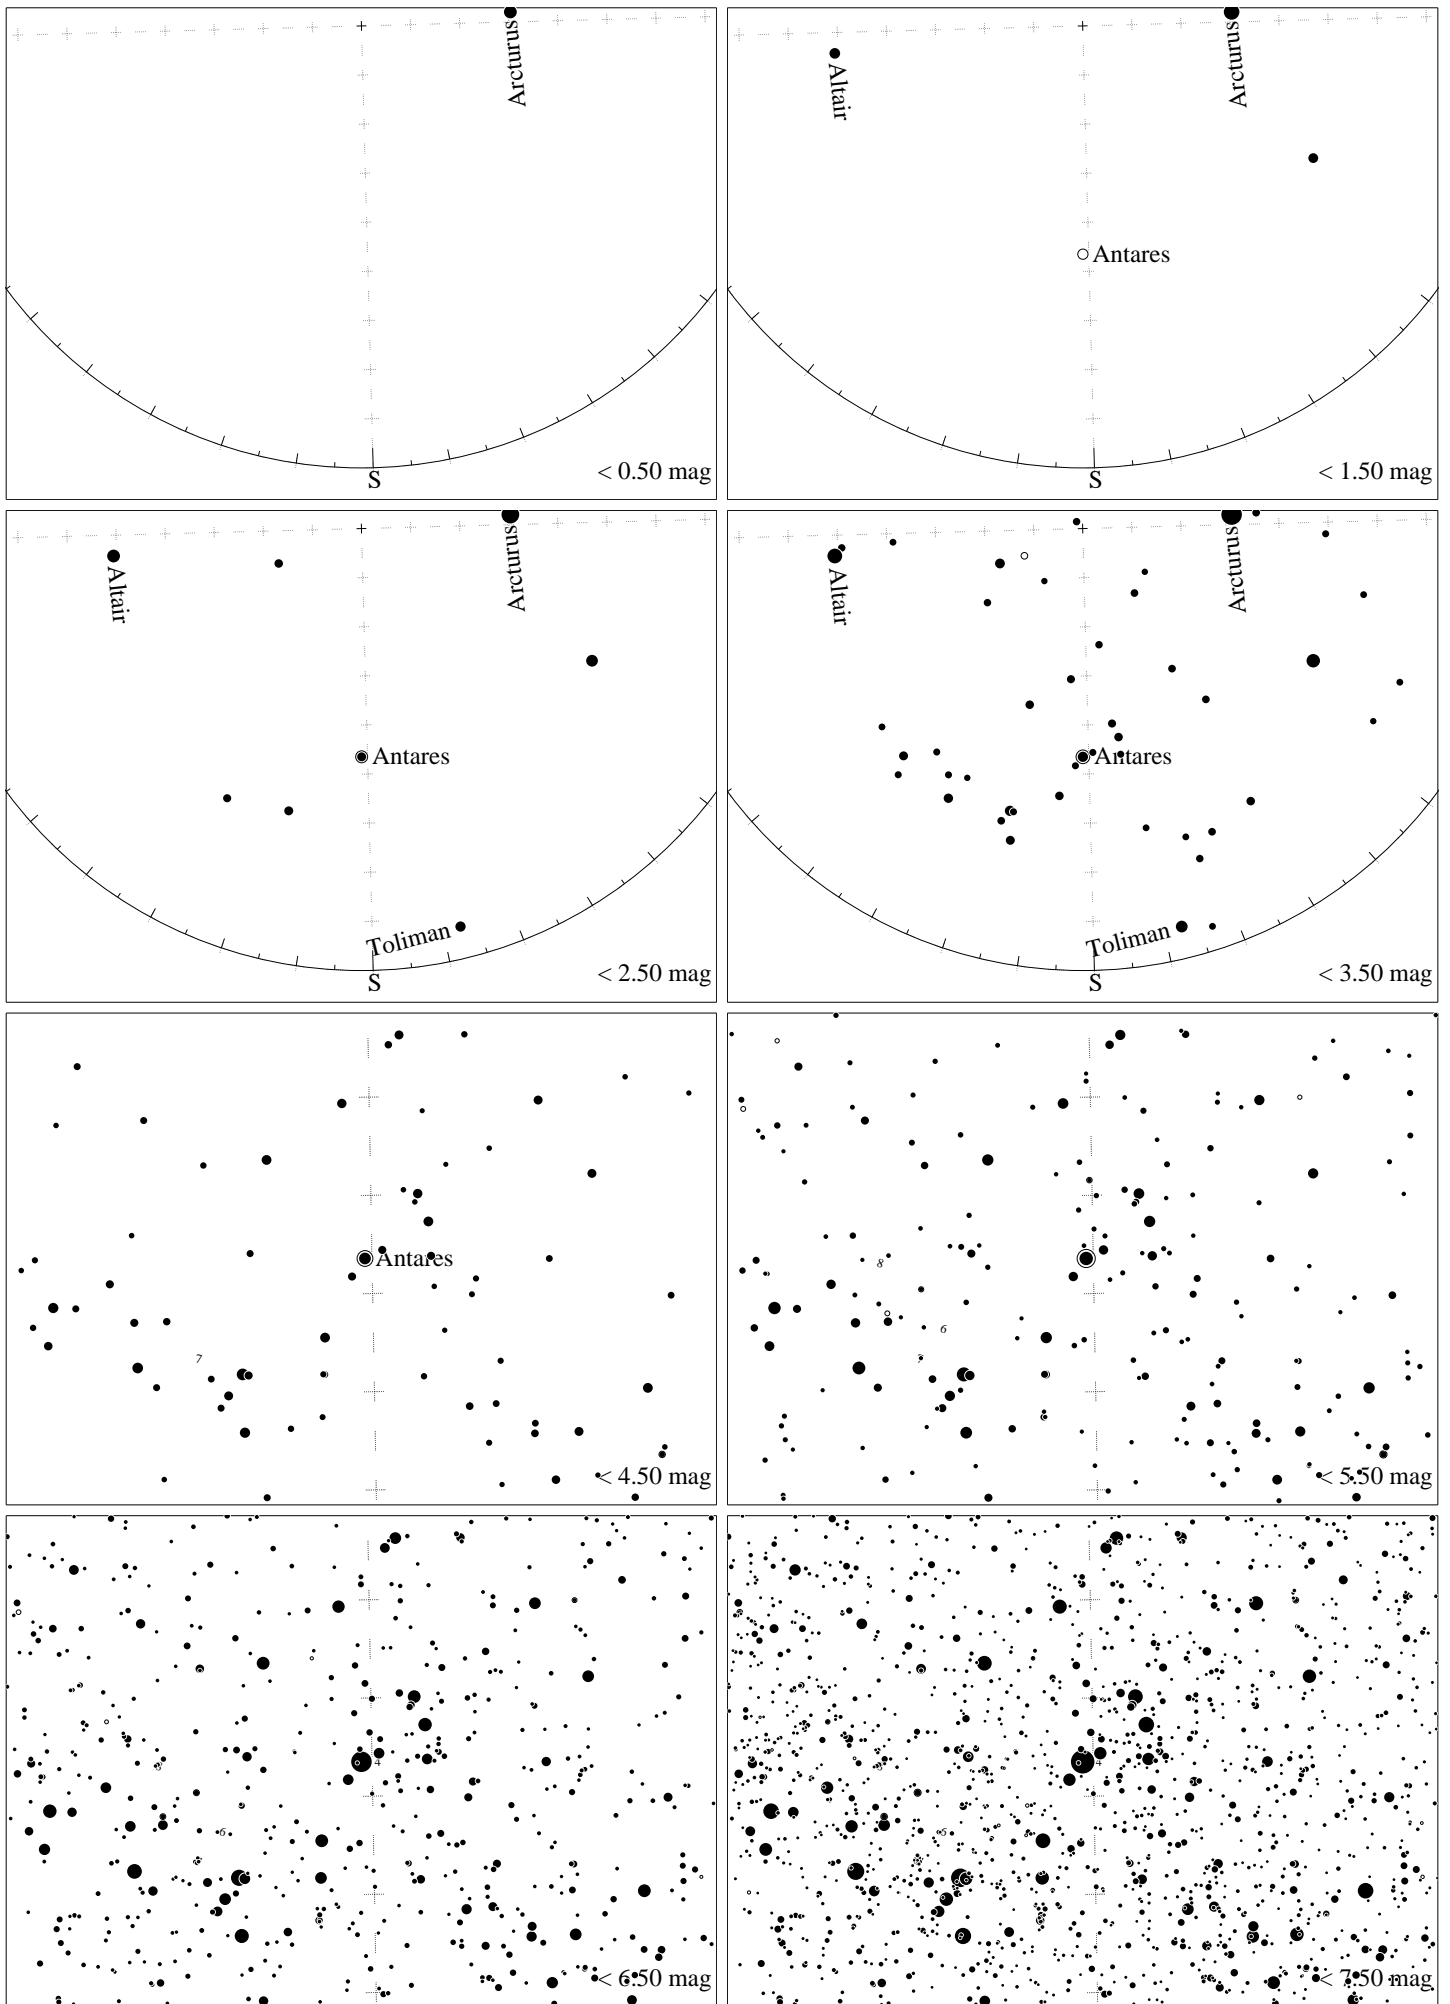 Arcturus
S
< 0.50 mag
Arcturus
Altair
Antares
S
< 1.50 mag
Arcturus
Altair
Antares
Toliman
S
< 2.50 mag
Arcturus
Altair
Antares
Toliman
S
< 3.50 mag
Antares
7
< 4.50 mag
8
6
< 5.50 mag
6
< 6.50 mag
< 7.50 mag